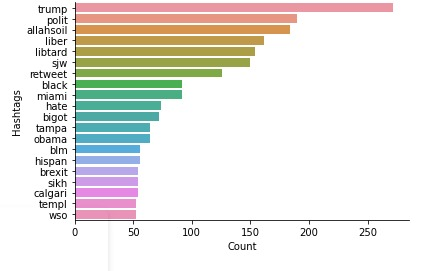 trump
polit
allahsoil
liber
libtard
sjw
retweet
black
miami
hate
bigot
tampa
obama
blm
hispan
brexit
sikh
calgari
templ
wso
Hashtags
0 50 100 150 200 250
Count